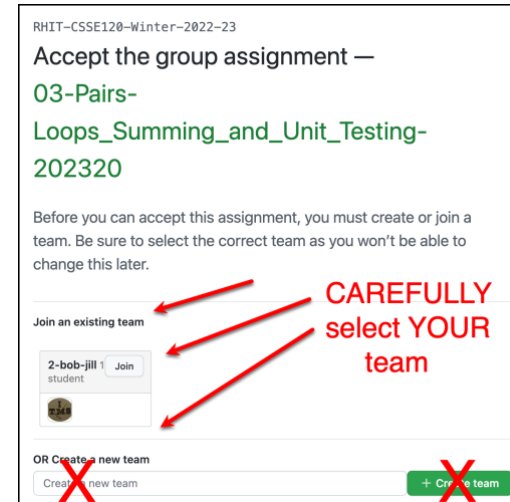 RHIT-CSSE120-Winter-2022-23
Accept the group assignment —
03-Pairs-
Loops_Summing_and_Unit_Testing-
202320
Before you can accept this assignment, you must create or join a
team. Be sure to select the correct team as you won't be able to
change this later.
CAREFULLY
select YOUR
team
Join an existing team
2-bob-jill 1
student
Join
OR Create a new team
Create a new team
+ Create team
X
X